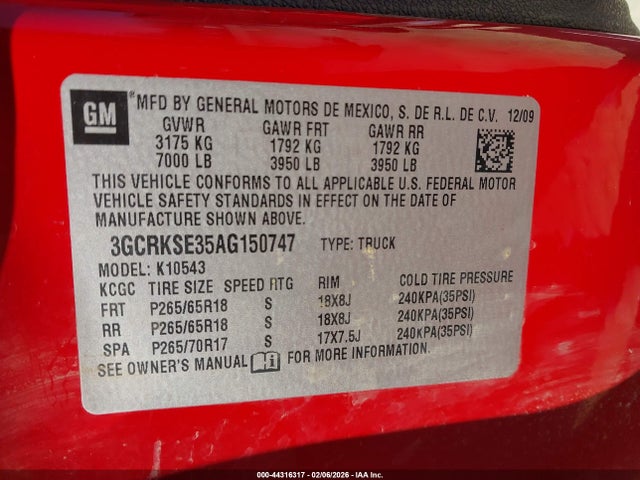 GM
MFD BY GENERAL MOTORS DE MEXICO, S. DE R.L. DE C.V. 12/09
GVWR GAWR FRT GAWR RR
3175 KG 1792 KG 1792 KG
7000 LB 3950 LB 3950 LB
THIS VEHICLE CONFORMS TO ALL APPLICABLE U.S. FEDERAL MOTOR
VEHICLE SAFETY STANDARDS IN EFFECT ON THE DATE OF
MANUFACTURE SHOWN ABOVE.
3GCRKSE35AG150747 TYPE: TRUCK
MODEL: K10543
KCGC TIRE SIZE SPEED RTG RIM COLD TIRE PRESSURE
FRT P265/65R18 S 18X8J 240KPA(35PSI)
RR P265/65R18 S 18X8J 240KPA(35PSI)
SPA P265/70R17 S 17X7.5J 240KPA(35PSI)
SEE OWNER'S MANUAL FOR MORE INFORMATION.
000-44316317 - 02/06/2026 - IAA Inc.